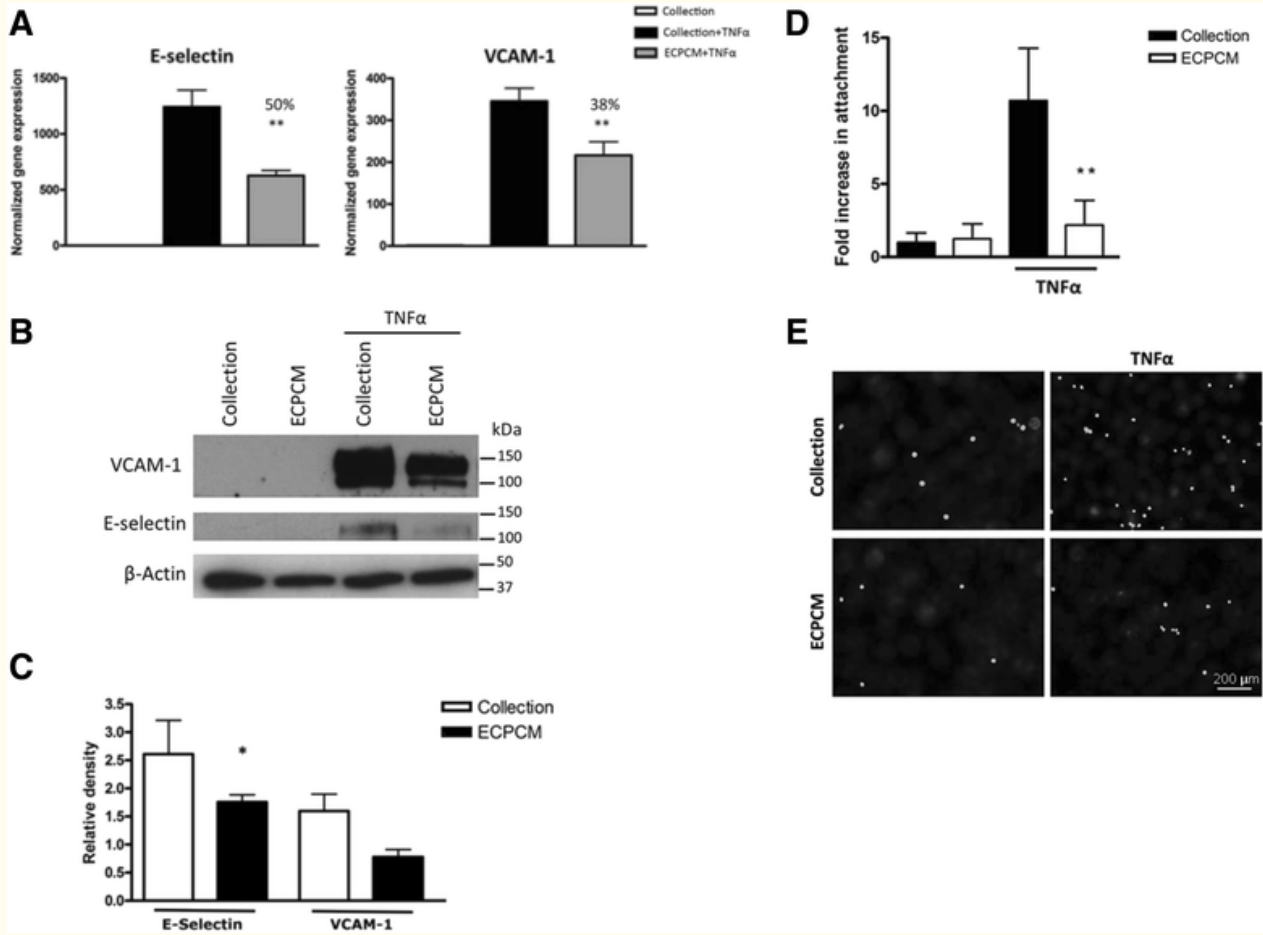 A
Collection
Collection+TNFα
ECPCM+TNFα
E-selectin
Normalized gene expression
1500
1000
500
0
50%
**
VCAM-1
Normalized gene expression
400
300
200
100
0
38%
**
B
TNFα
Collection
ECPCM
Collection
ECPCM
kDa
VCAM-1
150
100
E-selectin
150
100
β-Actin
50
37
C
Relative density
3.5
3.0
2.5
2.0
1.5
1.0
0.5
0.0
*
Collection
ECPCM
E-Selectin
VCAM-1
D
Fold increase in attachment
15
10
5
0
**
TNFα
Collection
ECPCM
E
TNFα
Collection
ECPCM
200 µm